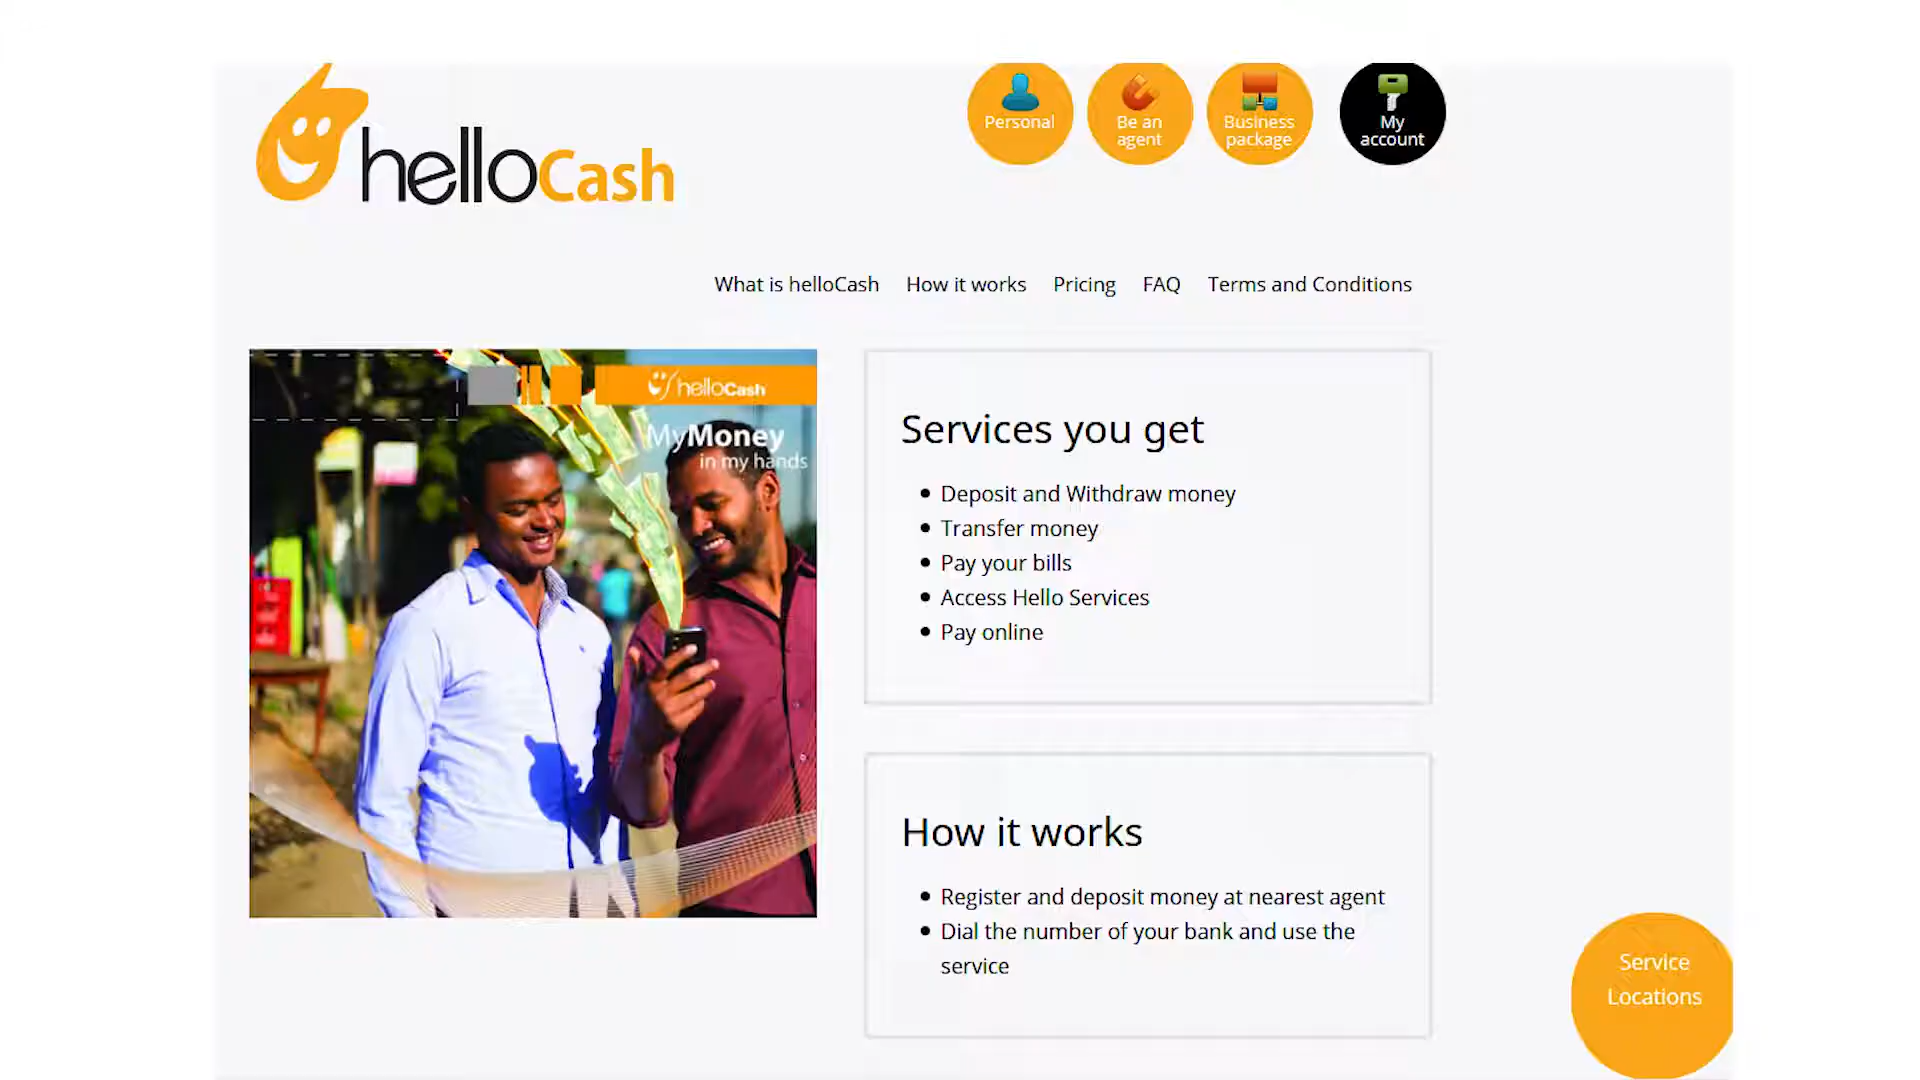 helloCash
Personal
Be an
agent
Business
package
My
account
What is helloCash How it works Pricing FAQ Terms and Conditions
helloCash
MyMoney
in my hands
Services you get
Deposit and Withdraw money
Transfer money
Pay your bills
Access Hello Services
Pay online
How it works
Register and deposit money at nearest agent
Dial the number of your bank and use the
service
Service
Locations